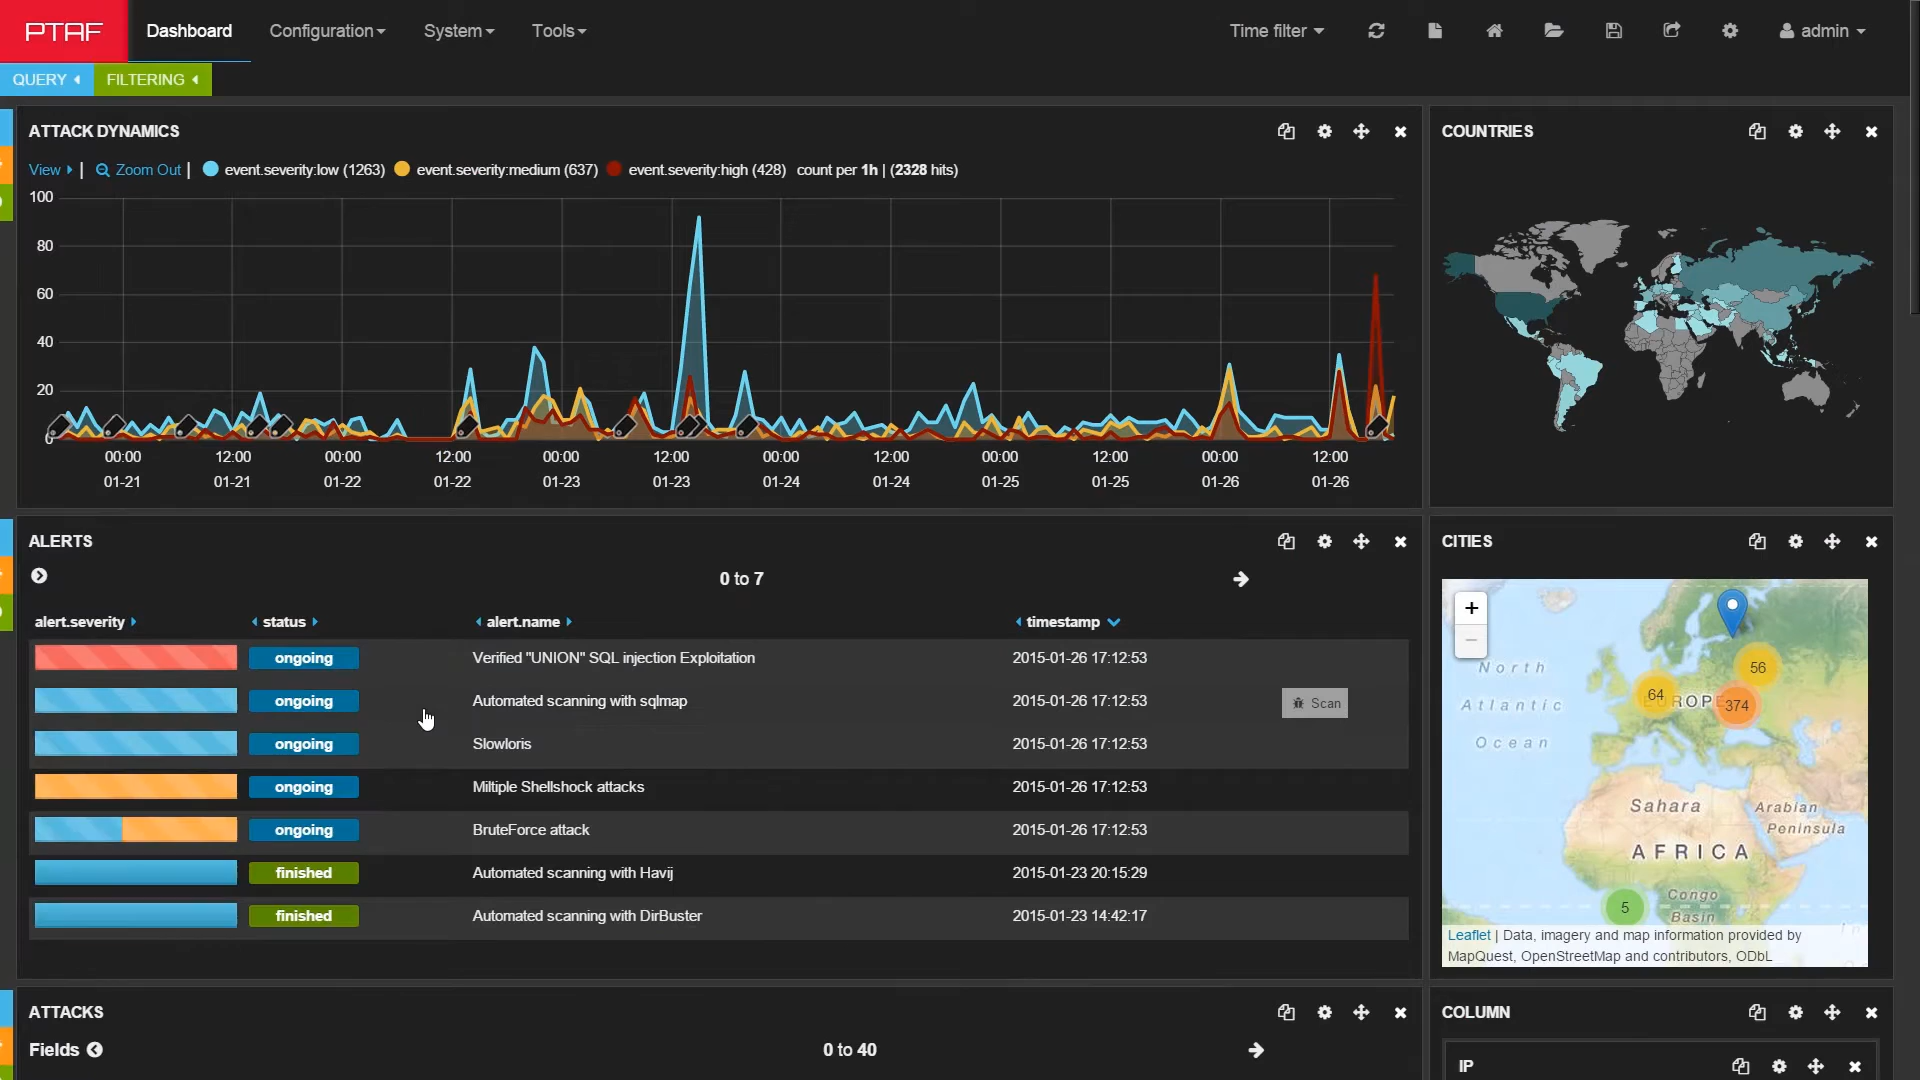 PTAF Dashboard Configuration System Tools Time filter admin
QUERY FILTERING
ATTACK DYNAMICS
View | Zoom Out | event.severity:low (1263) event.severity:medium (637) event.severity:high (428) count per 1h | (2328 hits)
100
80
60
40
20
0
00:00 12:00 00:00 12:00 00:00 12:00 00:00 12:00 00:00 12:00 00:00 12:00
01-21 01-21 01-22 01-22 01-23 01-23 01-24 01-24 01-25 01-25 01-26 01-26
COUNTRIES
ALERTS
0 to 7
alert.severity status alert.name timestamp
ongoing Verified "UNION" SQL injection Exploitation 2015-01-26 17:12:53
ongoing Automated scanning with sqlmap 2015-01-26 17:12:53 Scan
ongoing Slowloris 2015-01-26 17:12:53
ongoing Miltiple Shellshock attacks 2015-01-26 17:12:53
ongoing BruteForce attack 2015-01-26 17:12:53
finished Automated scanning with Havij 2015-01-23 20:15:29
finished Automated scanning with DirBuster 2015-01-23 14:42:17
CITIES
+
−
North
Atlantic
Ocean
56
64
374
Sahara
Arabian
Peninsula
AFRICA
Congo
Basin
5
Leaflet | Data, imagery and map information provided by
MapQuest, OpenStreetMap and contributors, ODbL
ATTACKS
Fields 0 to 40
COLUMN
IP